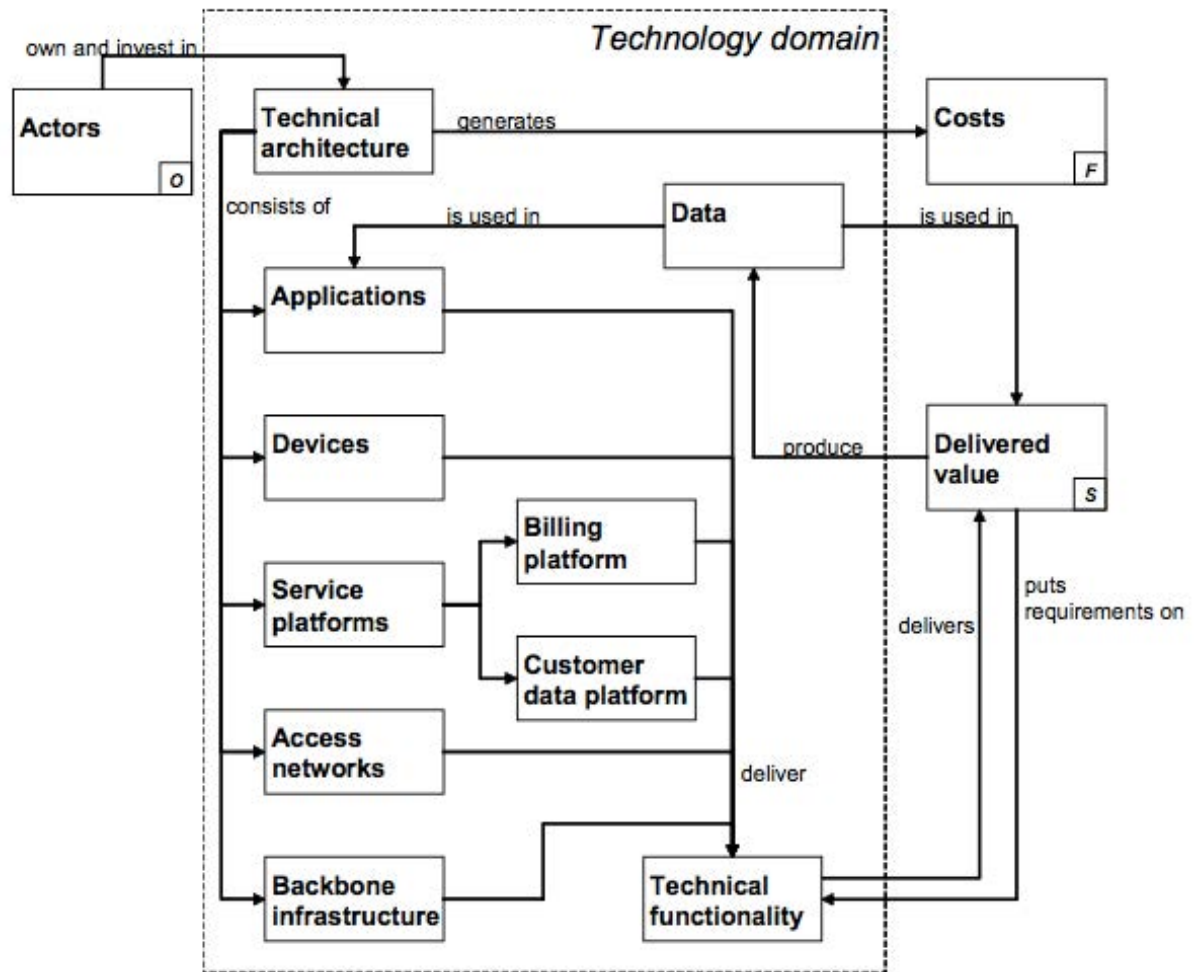 Technology domain
own and invest in
Actors
O
Technical
architecture
generates
Costs
F
consists of
is used in
Data
is used in
Applications
Devices
produce
Delivered
value
S
Billing
platform
Service
platforms
puts
requirements on
delivers
Customer
data platform
Access
networks
deliver
Backbone
infrastructure
Technical
functionality